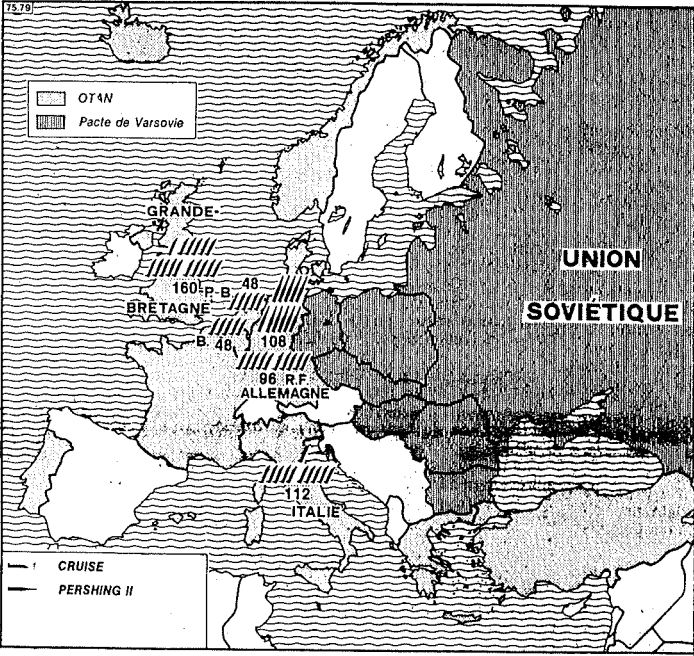 75.79
OTAN
Pacte de Varsovie
GRANDE-
BRETAGNE
160
P-B
48
B.
48
108
96 R.F.
ALLEMAGNE
112
ITALIE
UNION
SOVIÉTIQUE
CRUISE
PERSHING II